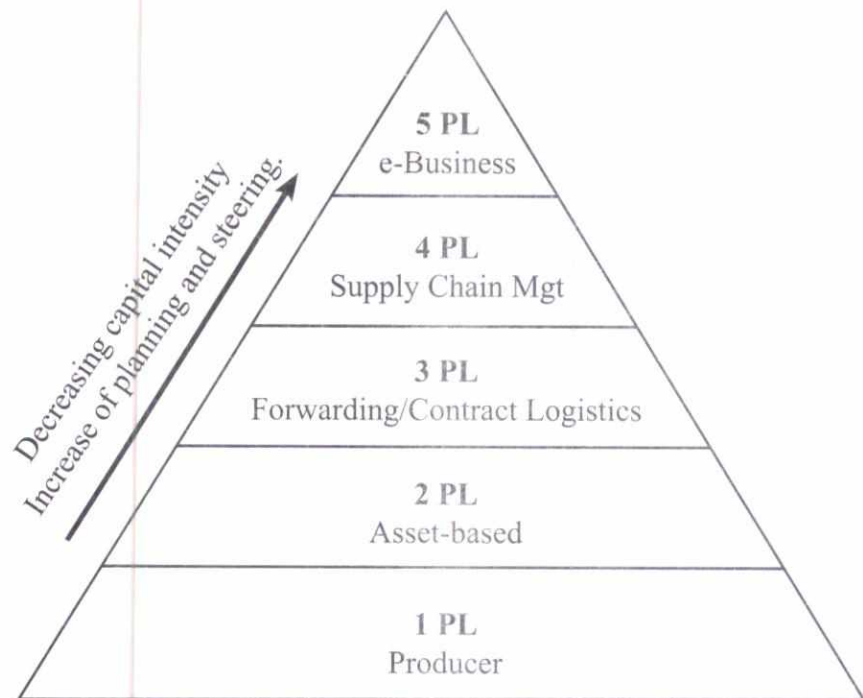 5 PL
e-Business
4 PL
Supply Chain Mgt
3 PL
Forwarding/Contract Logistics
2 PL
Asset-based
1 PL
Producer
Decreasing capital intensity
Increase of planning and steering.